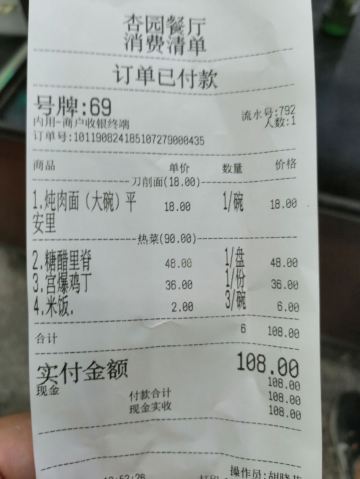 杏园餐厅
消费清单
订单已付款
号牌:69
流水号:792
内用-商户收银终端
人数:1
订单号:101190824185107279000435
商品 单价 数量 价格
刀削面(18.00)
1.炖肉面（大碗）平安里 18.00 1/碗 18.00
热菜(90.00)
2.糖醋里脊 48.00 1/盘 48.00
3.宫爆鸡丁 36.00 1/份 36.00
4.米饭. 2.00 3/碗 6.00
合计 6 108.00
实付金额 108.00
现金 108.00
付款合计 108.00
现金实收 108.00
操作员:胡晓